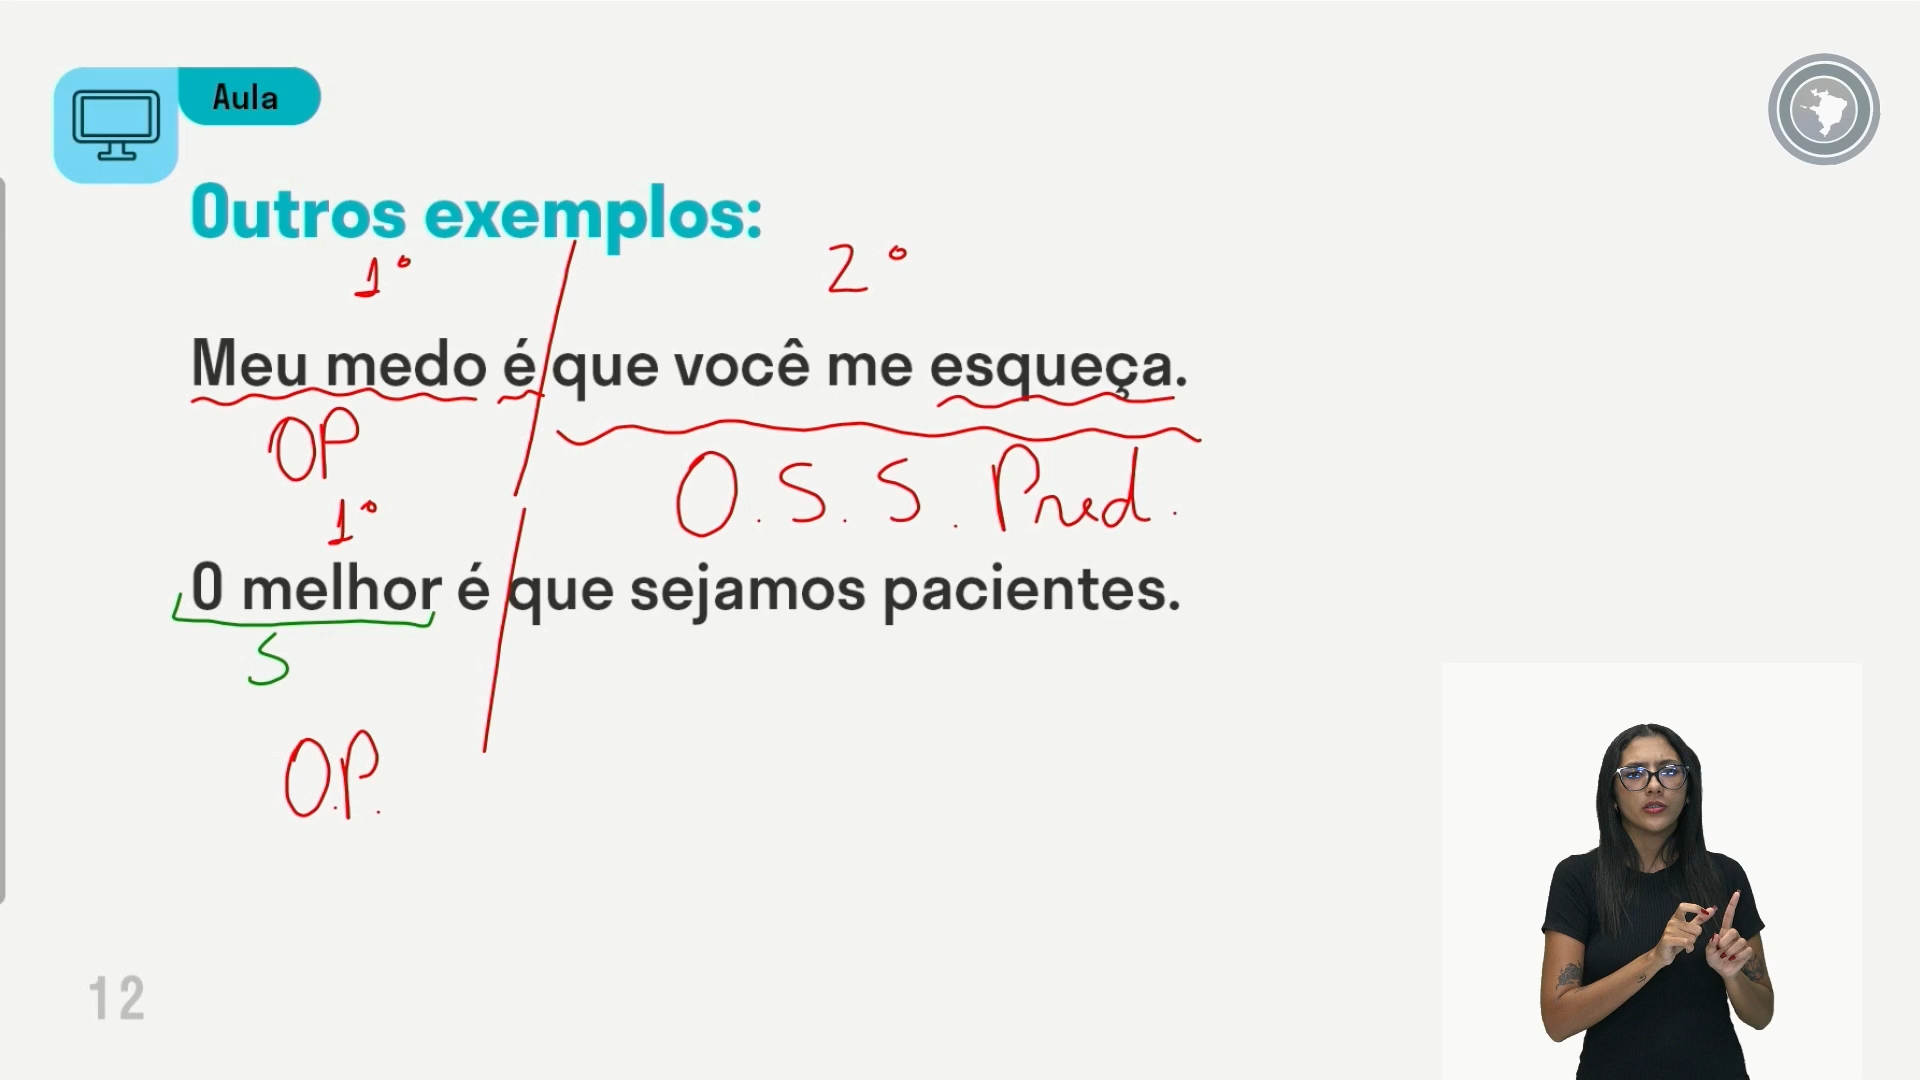 Aula
Outros exemplos:
1º 2º
Meu medo é que você me esqueça.
OP O.S.S. Pred.
1º
O melhor é que sejamos pacientes.
S
O.P.
12